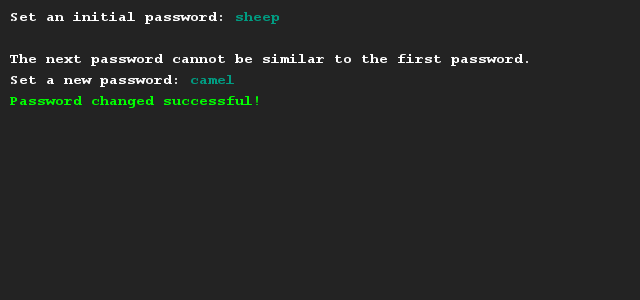 Set an initial password: sheep
The next password cannot be similar to the first password.
Set a new password: camel
Password changed successful!